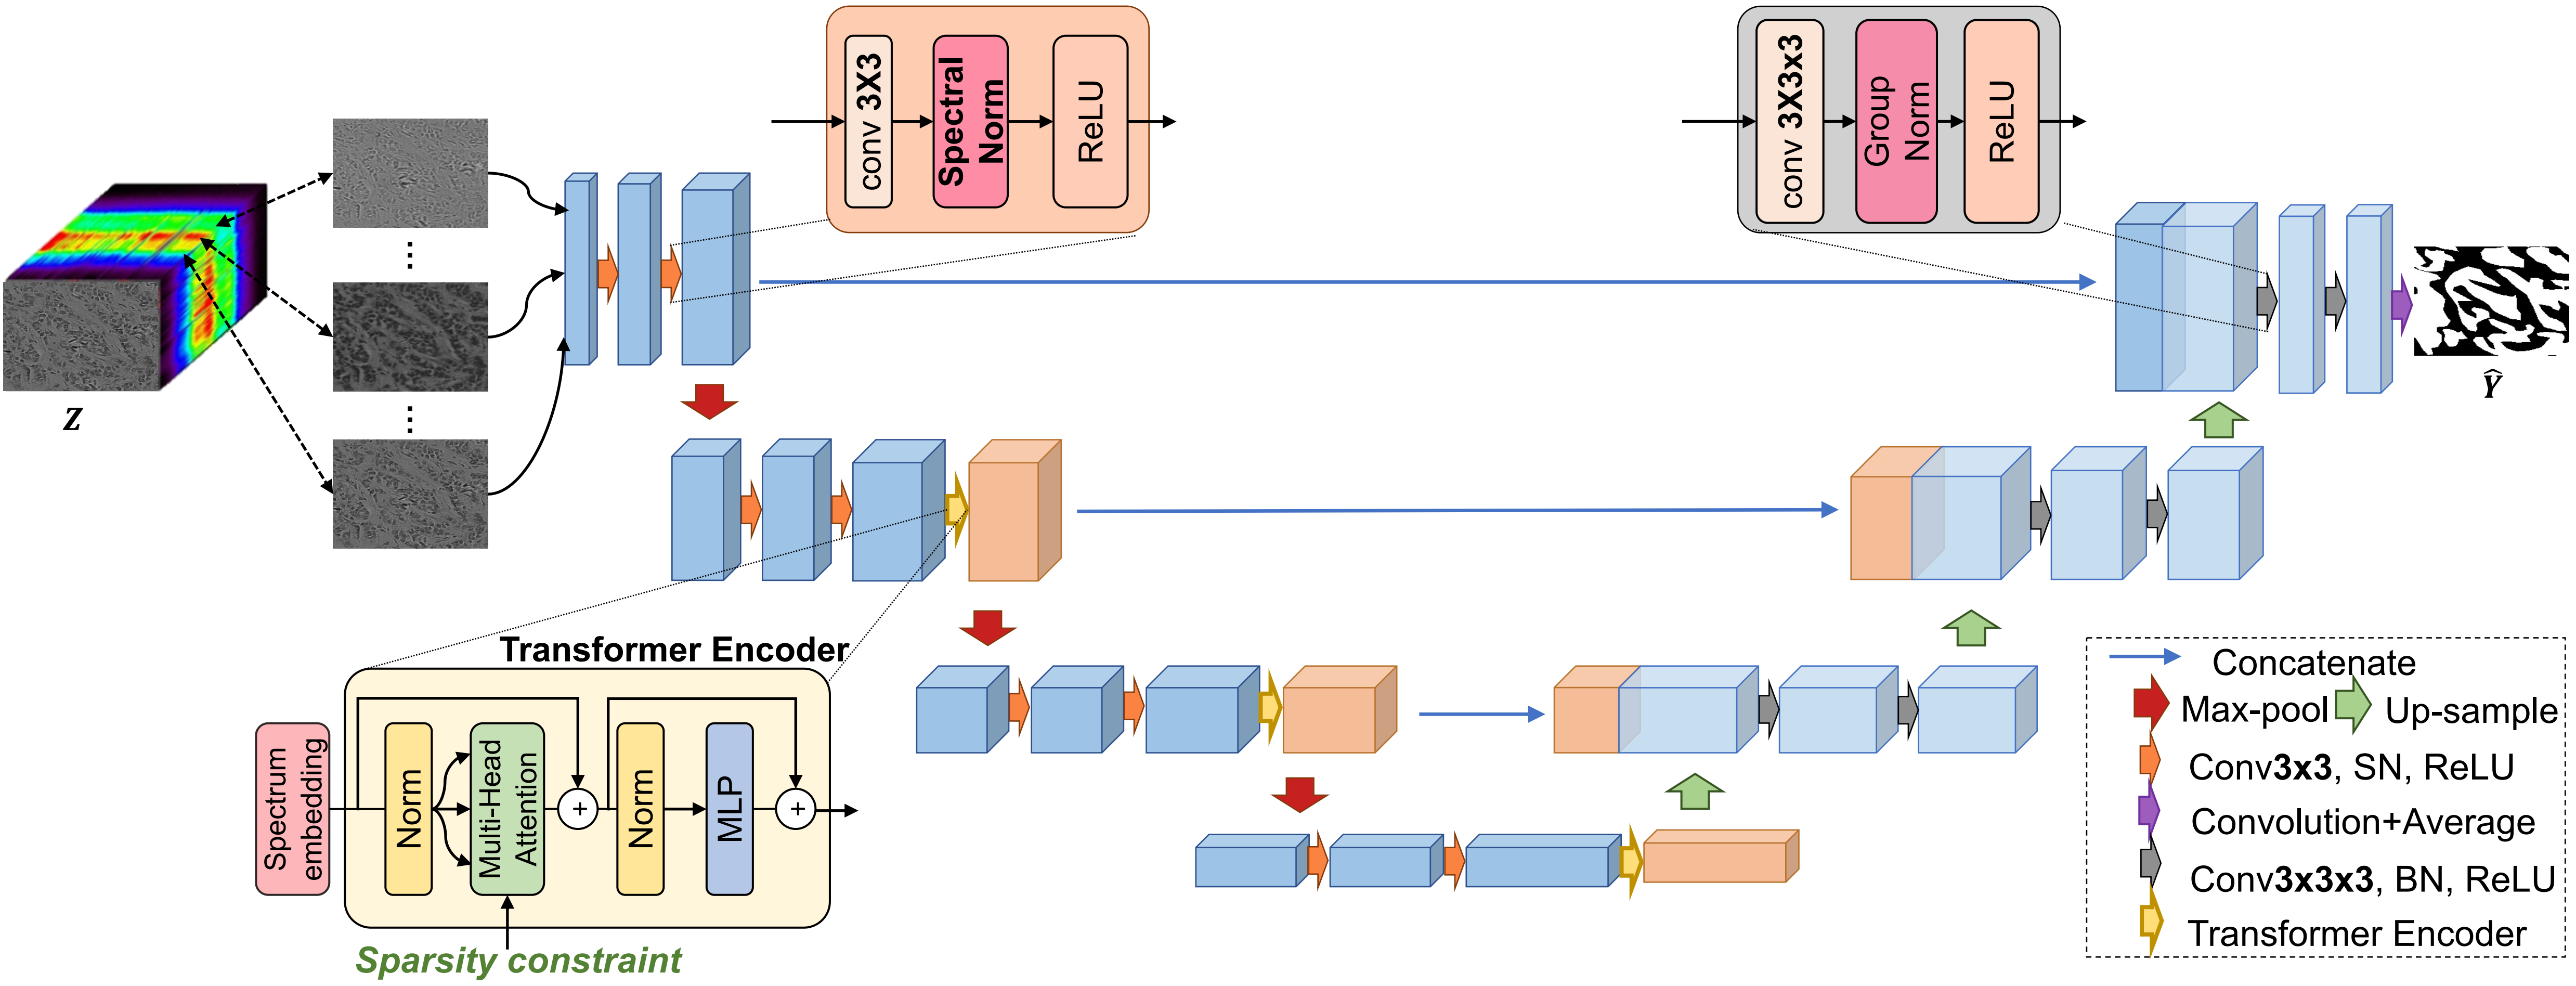 conv 3X3
Spectral
Norm
ReLU
conv 3X3x3
Group
Norm
ReLU
Z
Ŷ
Transformer Encoder
Spectrum
embedding
Norm
Multi-Head
Attention
+
Norm
MLP
+
Sparsity constraint
Concatenate
Max-pool
Up-sample
Conv3x3, SN, ReLU
Convolution+Average
Conv3x3x3, BN, ReLU
Transformer Encoder